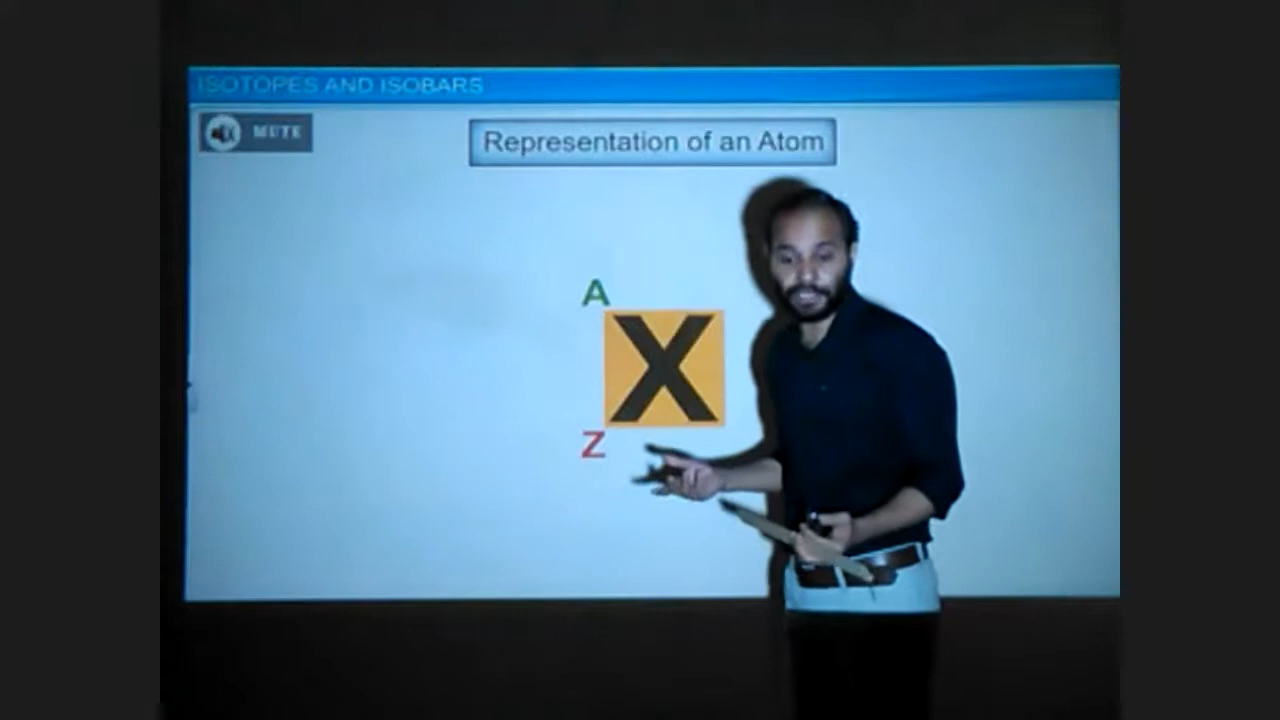 ISOTOPES AND ISOBARS
MUTE
Representation of an Atom
A
X
Z